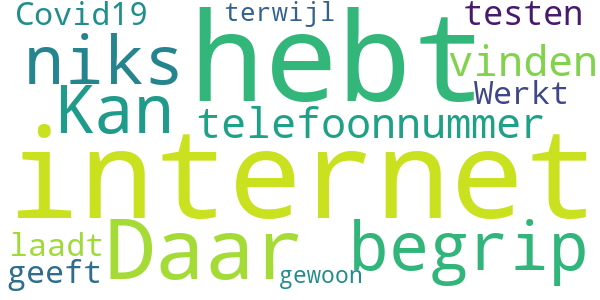 Covid19 terwijl testen
niks hebt vinden
Kan telefoonnummer Werkt
internet
laadt Daar begrip
geeft gewoon